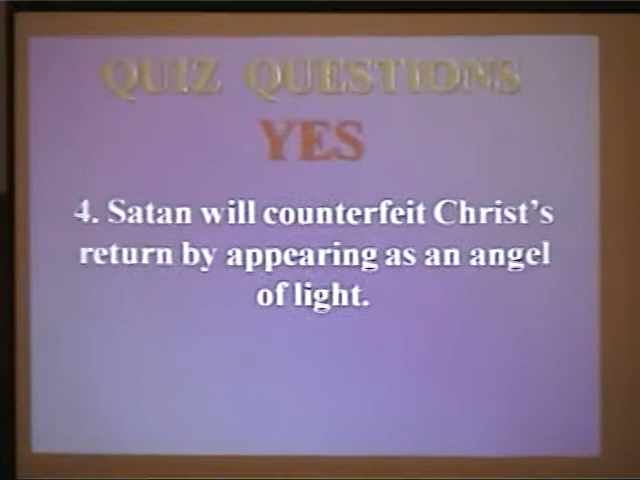 QUIZ QUESTIONS
YES
4. Satan will counterfeit Christ's
return by appearing as an angel
of light.